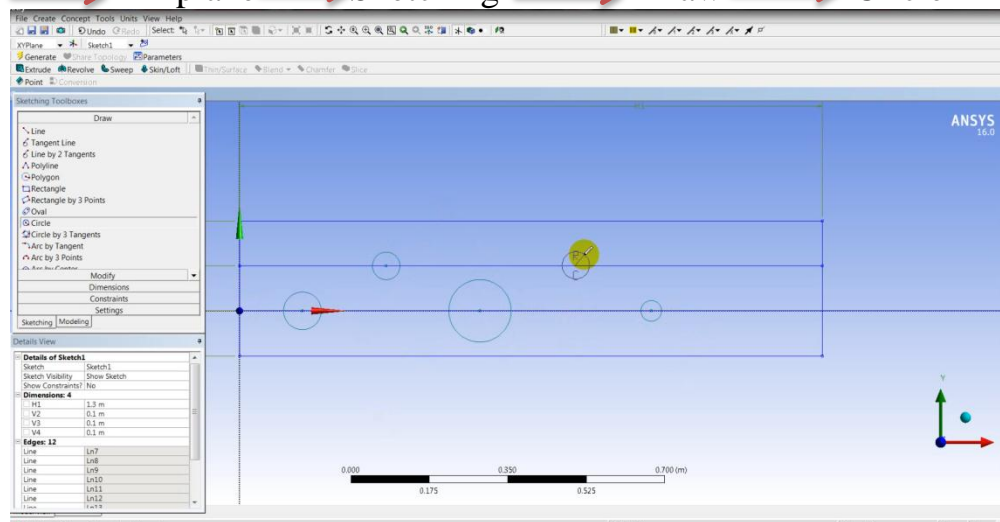 File Create Concept Tools Units View Help
Undo Redo Select:
XYPlane Sketch1
Generate Share Topology Parameters
Extrude Revolve Sweep Skin/Loft Thin/Surface Blend Chamfer Slice
Point Conversion
Sketching Toolboxes
Draw
Line
Tangent Line
Line by 2 Tangents
Polyline
Polygon
Rectangle
Rectangle by 3 Points
Oval
Circle
Circle by 3 Tangents
Arc by Tangent
Arc by 3 Points
Arc by Center
Modify
Dimensions
Constraints
Settings
Sketching Modeling
Details View
Details of Sketch1
Sketch Sketch1
Sketch Visibility Show Sketch
Show Constraints? No
Dimensions: 4
H1 1.3 m
V2 0.1 m
V3 0.1 m
V4 0.1 m
Edges: 12
Line Ln7
Line Ln8
Line Ln9
Line Ln10
Line Ln11
Line Ln12
Line Ln13
H1
ANSYS
16.0
R
C
Y
0.000 0.350 0.700 (m)
0.175 0.525